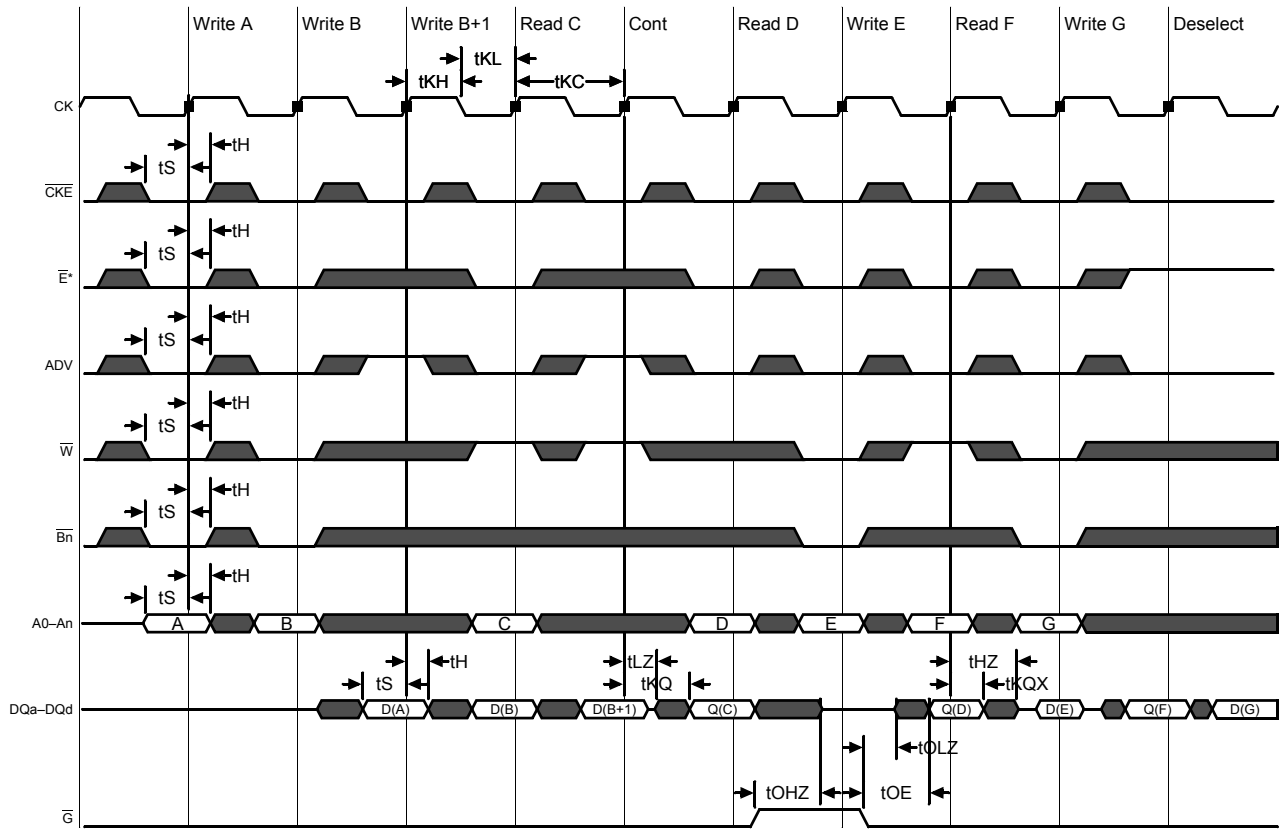 Write A Write B Write B+1 Read C Cont Read D Write E Read F Write G Deselect
tKL
tKH tKC
CK
tH
tS
CKE
tH
tS
E*
tH
tS
ADV
tH
tS
W
tH
tS
Bn
tH
tS
A0–An A B C D E F G
tH tLZ tHZ
tS tKQ tKQX
DQa–DQd D(A) D(B) D(B+1) Q(C) Q(D) D(E) Q(F) D(G)
tOLZ
tOHZ tOE
G